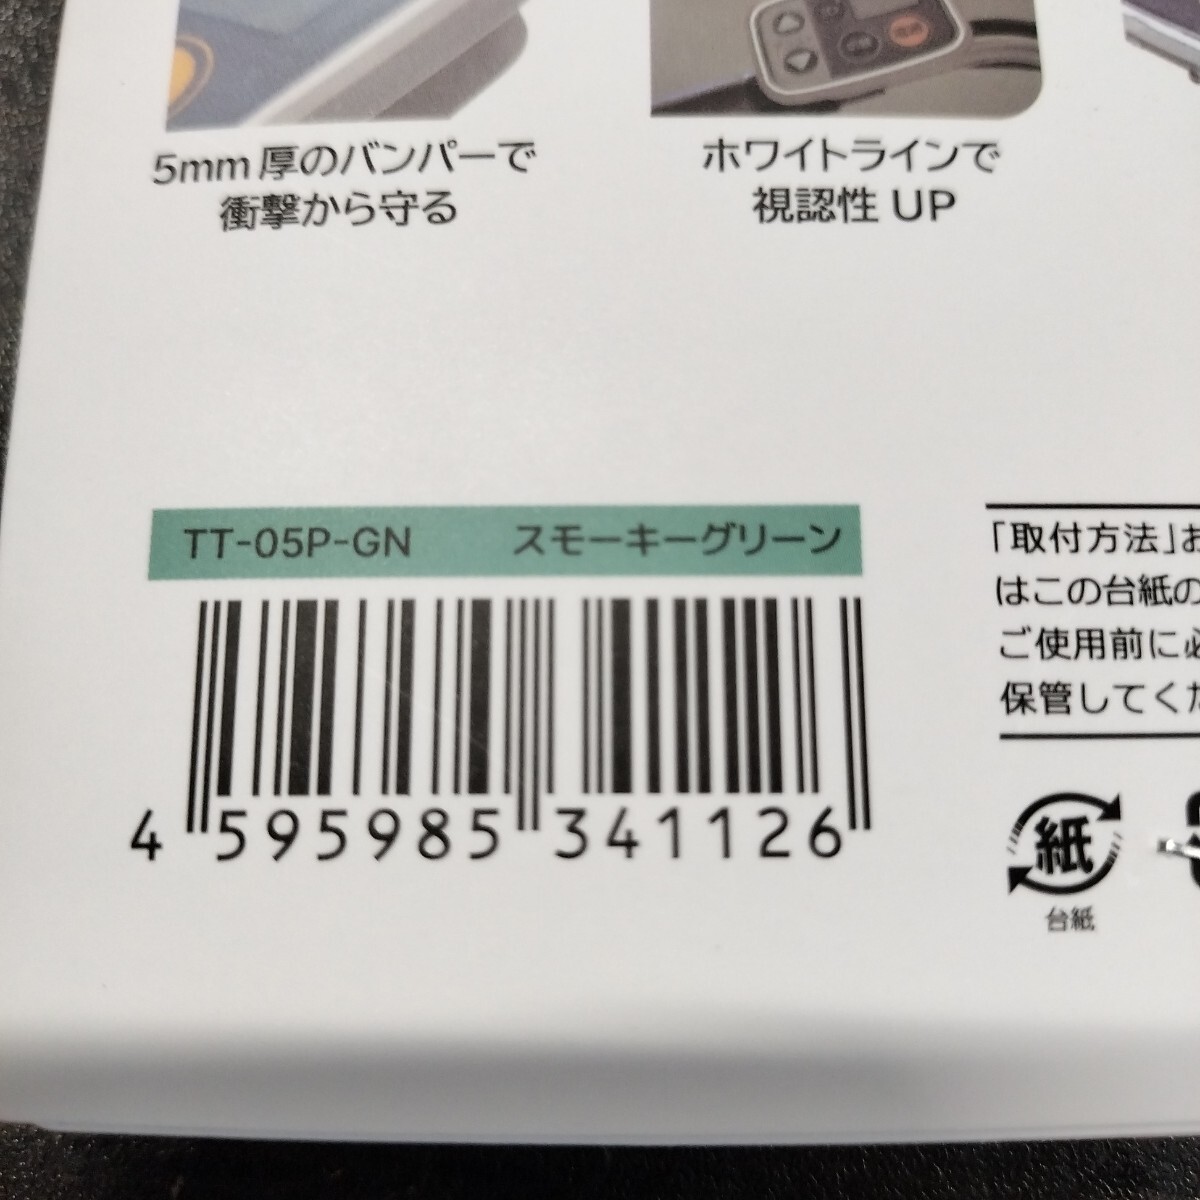 5mm 厚のバンパーで
衝撃から守る
ホワイトラインで
視認性 UP
TT-05P-GN スモーキーグリーン
4 595985 341126
「取付方法」お
はこの台紙の
ご使用前に必
保管してくだ
紙
台紙